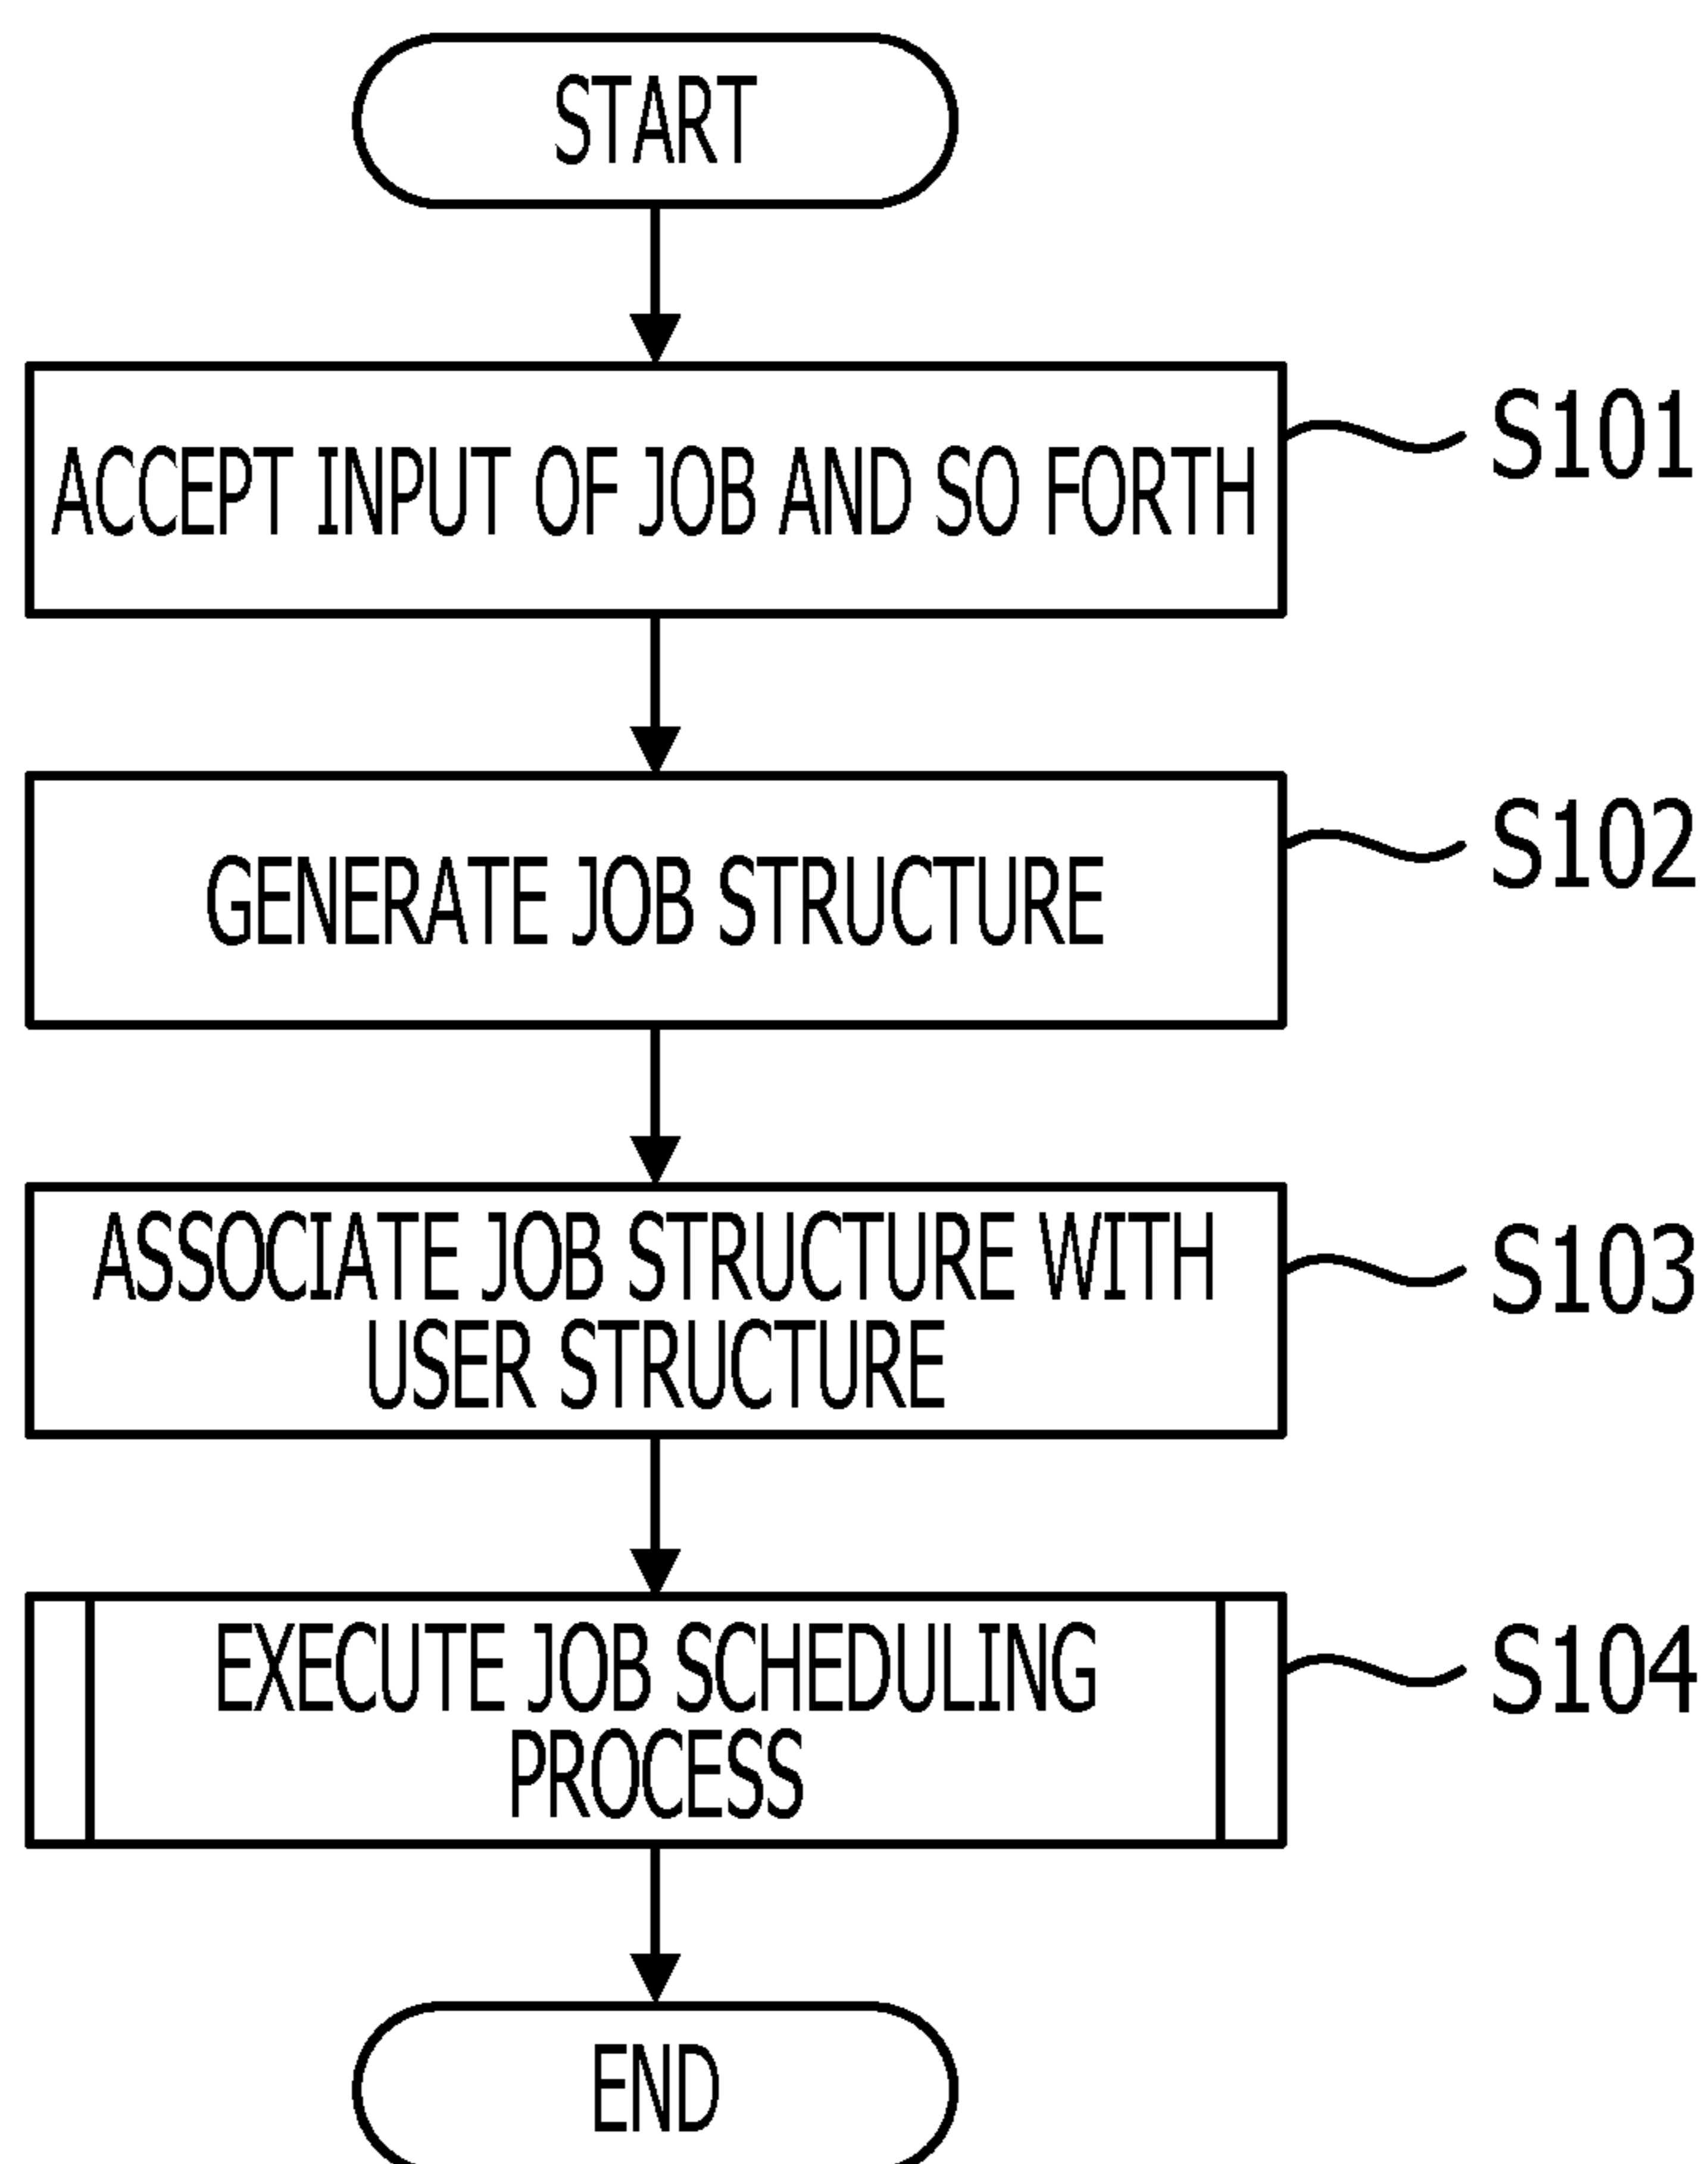 START
ACCEPT INPUT OF JOB AND SO FORTH
S101
GENERATE JOB STRUCTURE
S102
ASSOCIATE JOB STRUCTURE WITH
USER STRUCTURE
S103
EXECUTE JOB SCHEDULING
PROCESS
S104
END